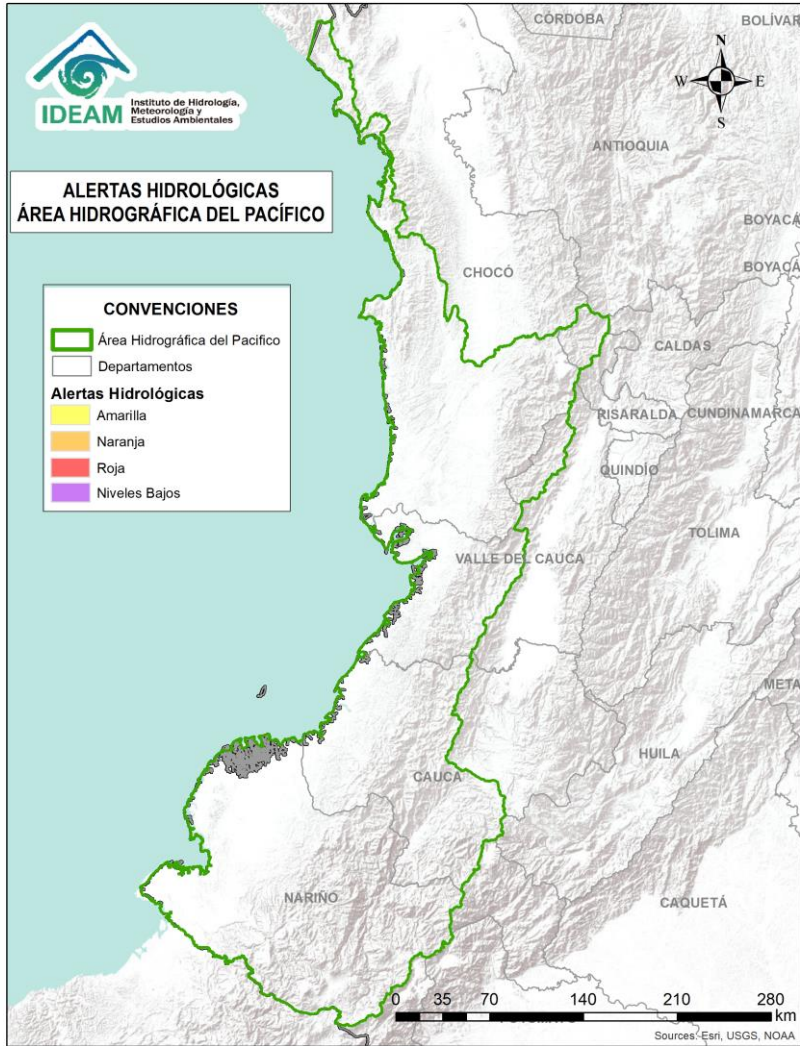 IDEAM
Instituto de Hidrología,
Meteorología y
Estudios Ambientales
ALERTAS HIDROLÓGICAS
ÁREA HIDROGRÁFICA DEL PACÍFICO
CONVENCIONES
Área Hidrográfica del Pacifico
Departamentos
Alertas Hidrológicas
Amarilla
Naranja
Roja
Niveles Bajos
N
W E
S
CÓRDOBA
BOLÍVAR
ANTIOQUIA
BOYACÁ
CHOCÓ
BOYACÁ
CALDAS
RISARALDA
CUNDINAMARCA
QUINDÍO
TOLIMA
VALLE DEL CAUCA
META
HUILA
CAUCA
NARIÑO
CAQUETÁ
0 35 70 140 210 280
km
Sources: Esri, USGS, NOAA